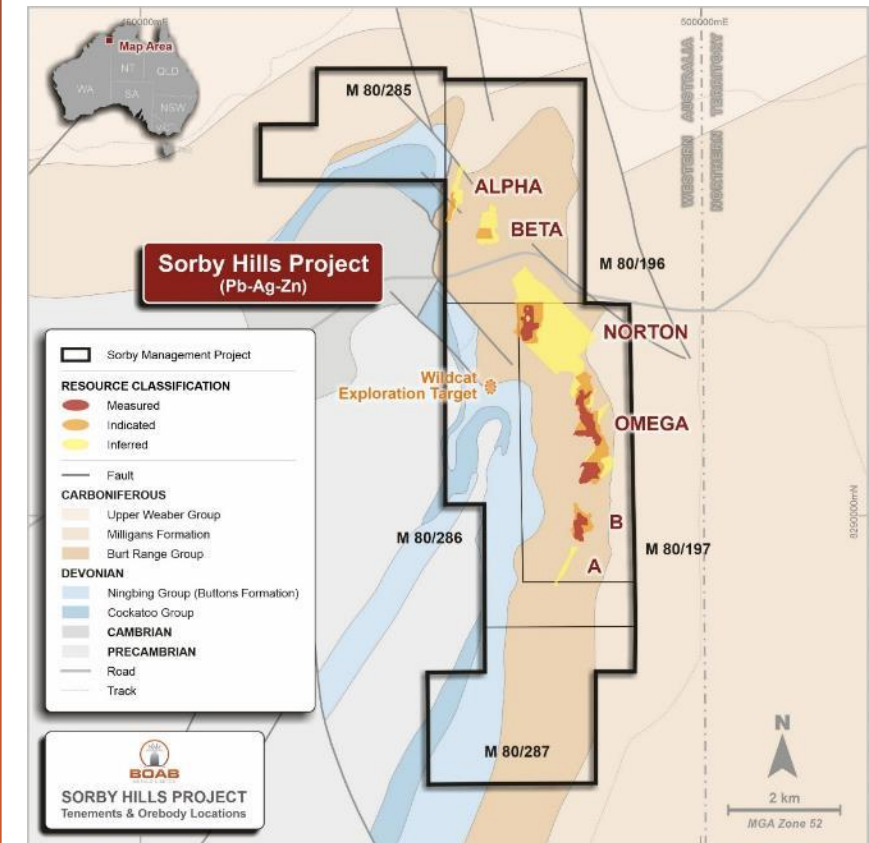 500000mE
Map Area
NT
QLD
WA
SA
NSW
WESTERN AUSTRALIA
NORTHERN TERRITORY
M 80/285
ALPHA
BETA
M 80/196
Sorby Hills Project
(Pb-Ag-Zn)
NORTON
Wildcat
Exploration Target
OMEGA
8290000mN
B
M 80/286
M 80/197
A
M 80/287
Sorby Management Project
RESOURCE CLASSIFICATION
Measured
Indicated
Inferred
Fault
CARBONIFEROUS
Upper Weaber Group
Milligans Formation
Burt Range Group
DEVONIAN
Ningbing Group (Buttons Formation)
Cockatoo Group
CAMBRIAN
PRECAMBRIAN
Road
Track
BOAB
SORBY HILLS PROJECT
Tenements & Orebody Locations
N
2 km
MGA Zone 52